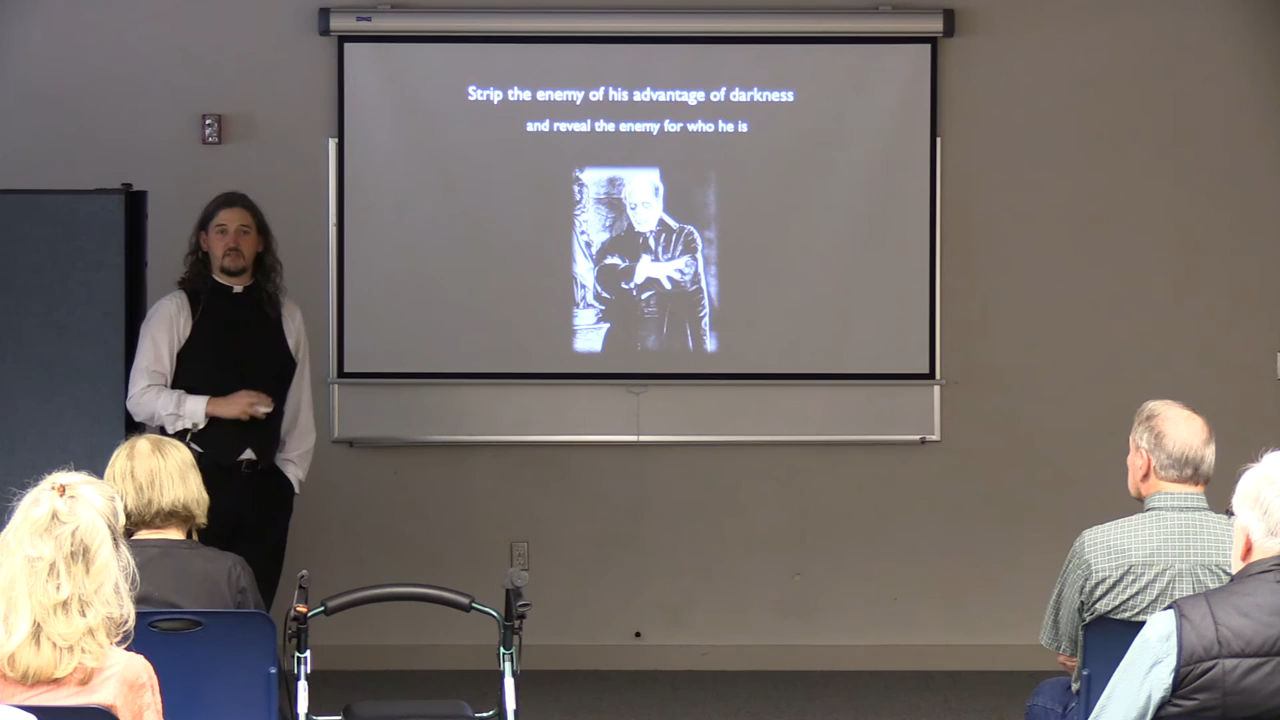 Strip the enemy of his advantage of darkness
and reveal the enemy for who he is